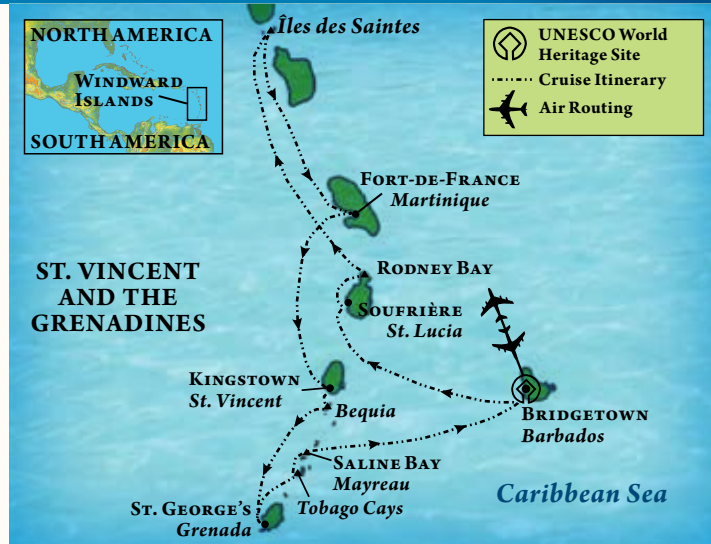 NORTH AMERICA
WINDWARD
ISLANDS
SOUTH AMERICA
Îles des Saintes
UNESCO World
Heritage Site
Cruise Itinerary
Air Routing
FORT-DE-FRANCE
Martinique
ST. VINCENT
AND THE
GRENADINES
RODNEY BAY
SOUFRIÈRE
St. Lucia
KINGSTOWN
St. Vincent
Bequia
BRIDGETOWN
Barbados
SALINE BAY
Mayreau
Tobago Cays
ST. GEORGE'S
Grenada
Caribbean Sea